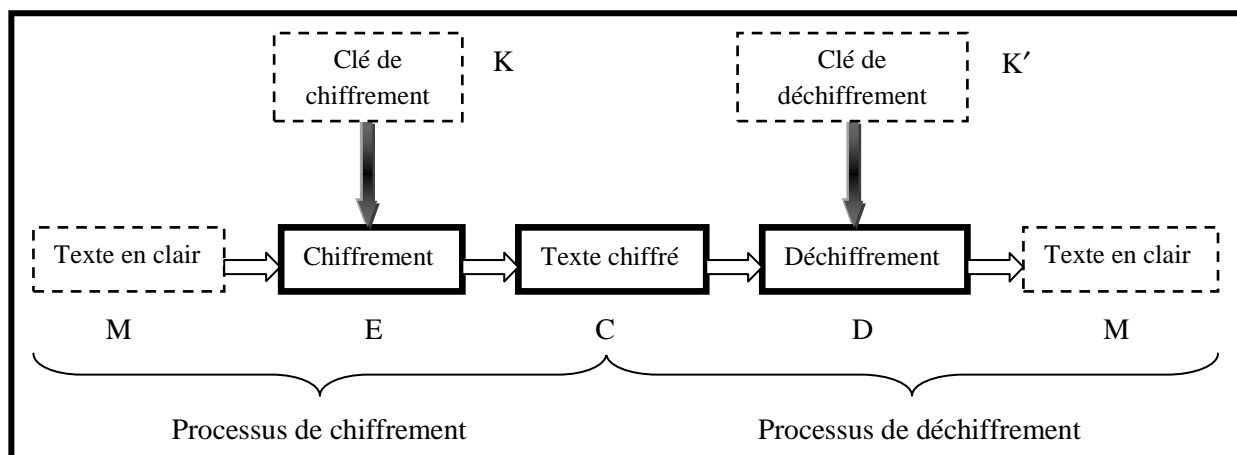 Clé de
chiffrement
K
Clé de
déchiffrement
K′
Texte en clair
Chiffrement
Texte chiffré
Déchiffrement
Texte en clair
M
E
C
D
M
Processus de chiffrement
Processus de déchiffrement